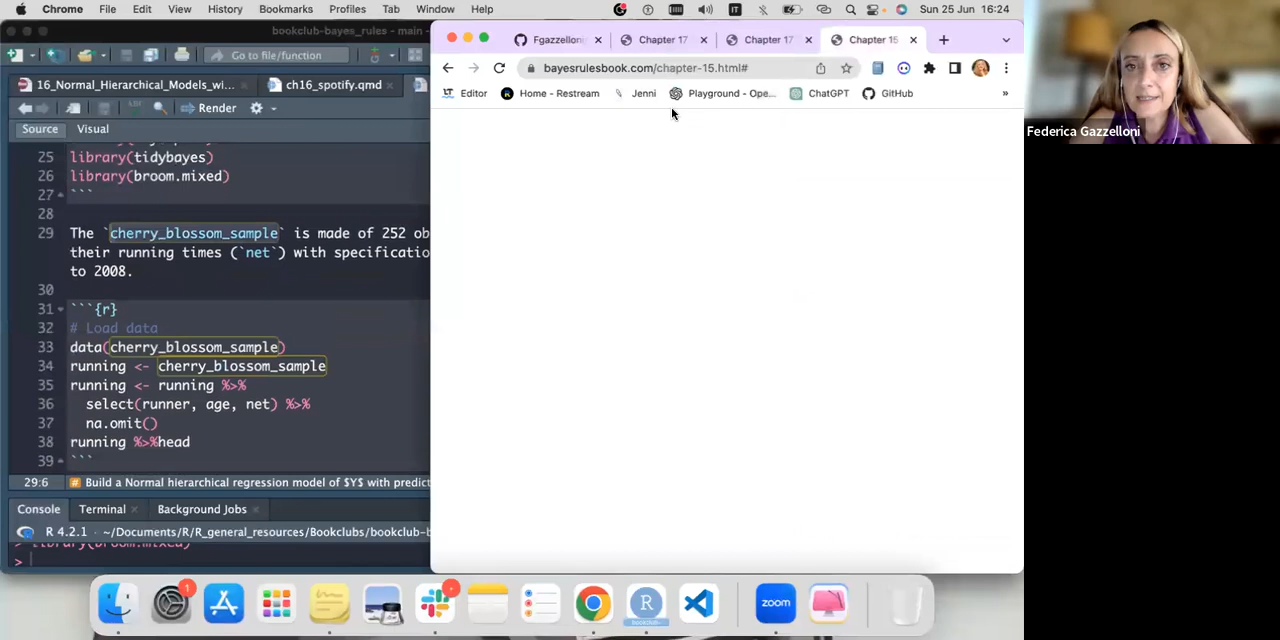 Chrome File Edit View History Bookmarks Profiles Tab Window Help IT Sun 25 Jun 16:24
bookclub-bayes_rules - main -
Go to file/function
16_Normal_Hierarchical_Models_wi... ch16_spotify.qmd
Render
Source Visual
25
26
27
28
29
30
31
32
33
34
35
36
37
38
39
library(tidybayes)
library(broom.mixed)
```
The `cherry_blossom_sample` is made of 252 ob
their running times (`net`) with specificatio
to 2008.
```{r}
# Load data
data(cherry_blossom_sample)
running <- cherry_blossom_sample
running <- running %>%
select(runner, age, net) %>%
na.omit()
running %>%head
```
29:6 # Build a Normal hierarchical regression model of $Y$ with predict
Console Terminal Background Jobs
R 4.2.1 · ~/Documents/R/R_general_resources/Bookclubs/bookclub-b
> library(broom.mixed)
>
Fgazzelloni Chapter 17 Chapter 17 Chapter 15
bayesrulesbook.com/chapter-15.html#
Editor Home - Restream Jenni Playground - Ope... ChatGPT GitHub »
Federica Gazzelloni
1
R
bookclub-
zoom